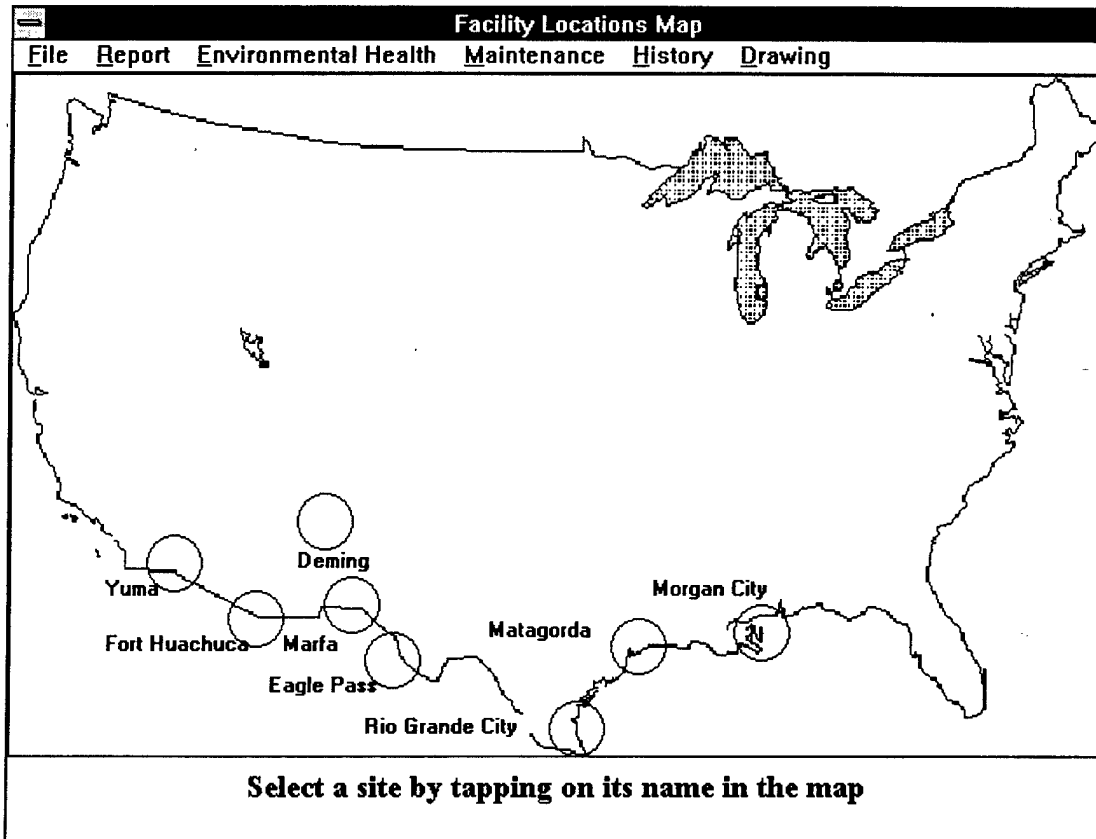 Facility Locations Map
File Report Environmental Health Maintenance History Drawing
Deming
Yuma
Morgan City
Fort Huachuca
Marfa
Matagorda
Eagle Pass
Rio Grande City
Select a site by tapping on its name in the map